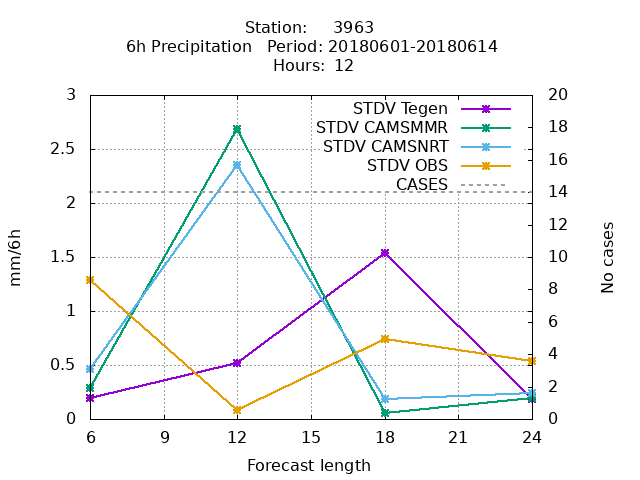 Station: 3963
6h Precipitation Period: 20180601-20180614
Hours: 12
STDV Tegen
STDV CAMSMMR
STDV CAMSNRT
STDV OBS
CASES
mm/6h
3
2.5
2
1.5
1
0.5
0
20
18
16
14
12
10
8
6
4
2
0
No cases
6 9 12 15 18 21 24
Forecast length